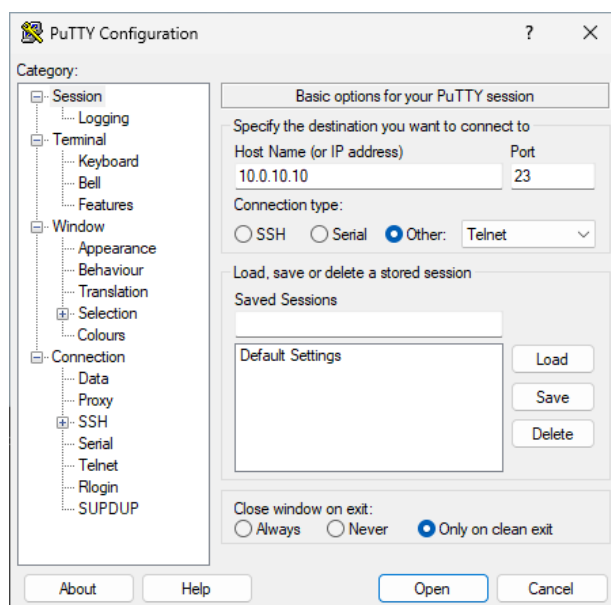 PuTTY Configuration
?
Category:
Session
Logging
Terminal
Keyboard
Bell
Features
Window
Appearance
Behaviour
Translation
Selection
Colours
Connection
Data
Proxy
SSH
Serial
Telnet
Rlogin
SUPDUP
Basic options for your PuTTY session
Specify the destination you want to connect to
Host Name (or IP address) Port
10.0.10.10 23
Connection type:
SSH Serial Other: Telnet
Load, save or delete a stored session
Saved Sessions
Default Settings
Load
Save
Delete
Close window on exit:
Always Never Only on clean exit
About Help Open Cancel